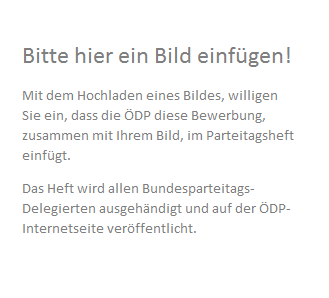 Bitte hier ein Bild einfügen!
Mit dem Hochladen eines Bildes, willigen
Sie ein, dass die ÖDP diese Bewerbung,
zusammen mit Ihrem Bild, im Parteitagsheft
einfügt.
Das Heft wird allen Bundesparteitags-
Delegierten ausgehändigt und auf der ÖDP-
Internetseite veröffentlicht.